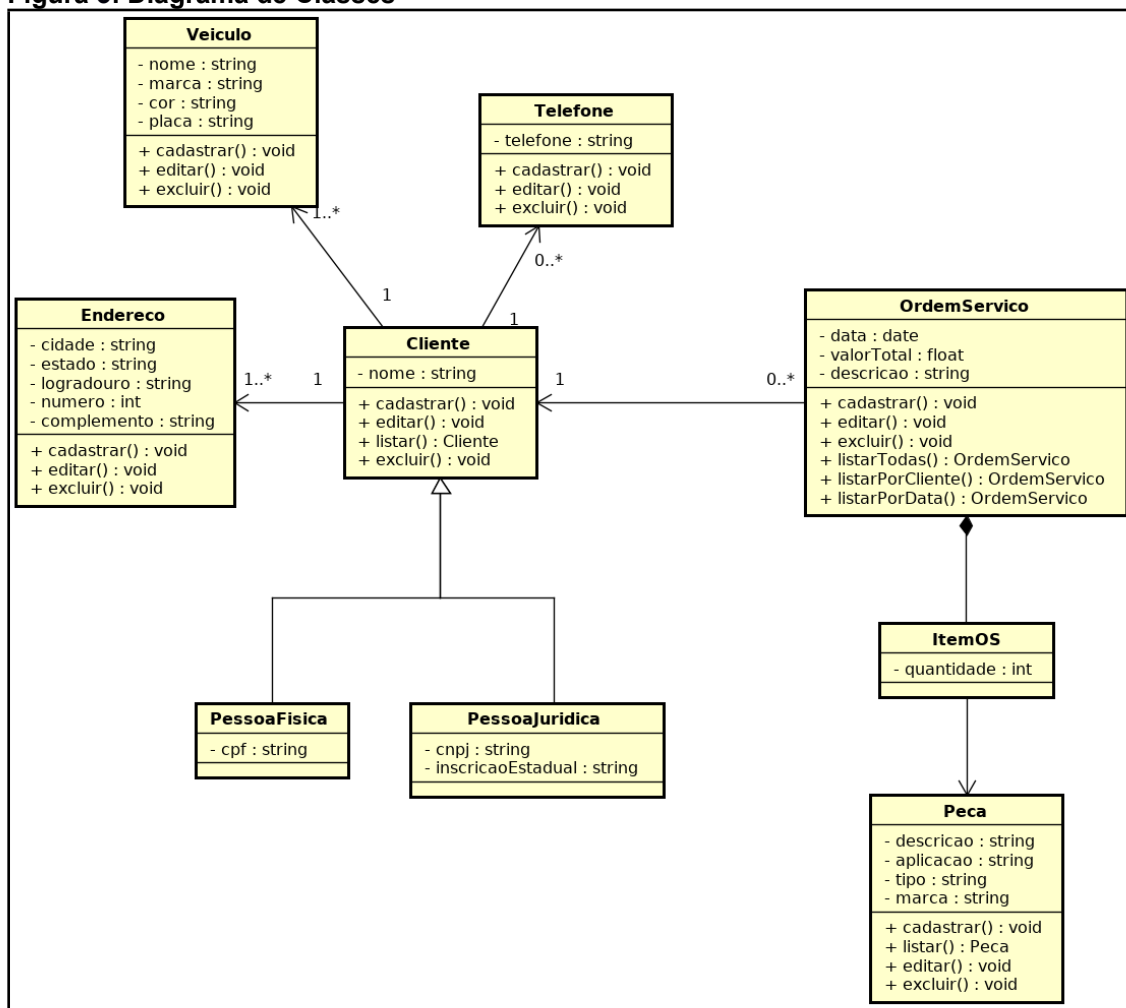 Figura 3: Diagrama de Classes
Veiculo
- nome : string
- marca : string
- cor : string
- placa : string
+ cadastrar() : void
+ editar() : void
+ excluir() : void
Telefone
- telefone : string
+ cadastrar() : void
+ editar() : void
+ excluir() : void
1..*
1
0..*
1
Endereco
- cidade : string
- estado : string
- logradouro : string
- numero : int
- complemento : string
+ cadastrar() : void
+ editar() : void
+ excluir() : void
1..*
1
Cliente
- nome : string
+ cadastrar() : void
+ editar() : void
+ listar() : Cliente
+ excluir() : void
1
0..*
OrdemServico
- data : date
- valorTotal : float
- descricao : string
+ cadastrar() : void
+ editar() : void
+ excluir() : void
+ listarTodas() : OrdemServico
+ listarPorCliente() : OrdemServico
+ listarPorData() : OrdemServico
ItemOS
- quantidade : int
PessoaFisica
- cpf : string
PessoaJuridica
- cnpj : string
- inscricaoEstadual : string
Peca
- descricao : string
- aplicacao : string
- tipo : string
- marca : string
+ cadastrar() : void
+ listar() : Peca
+ editar() : void
+ excluir() : void